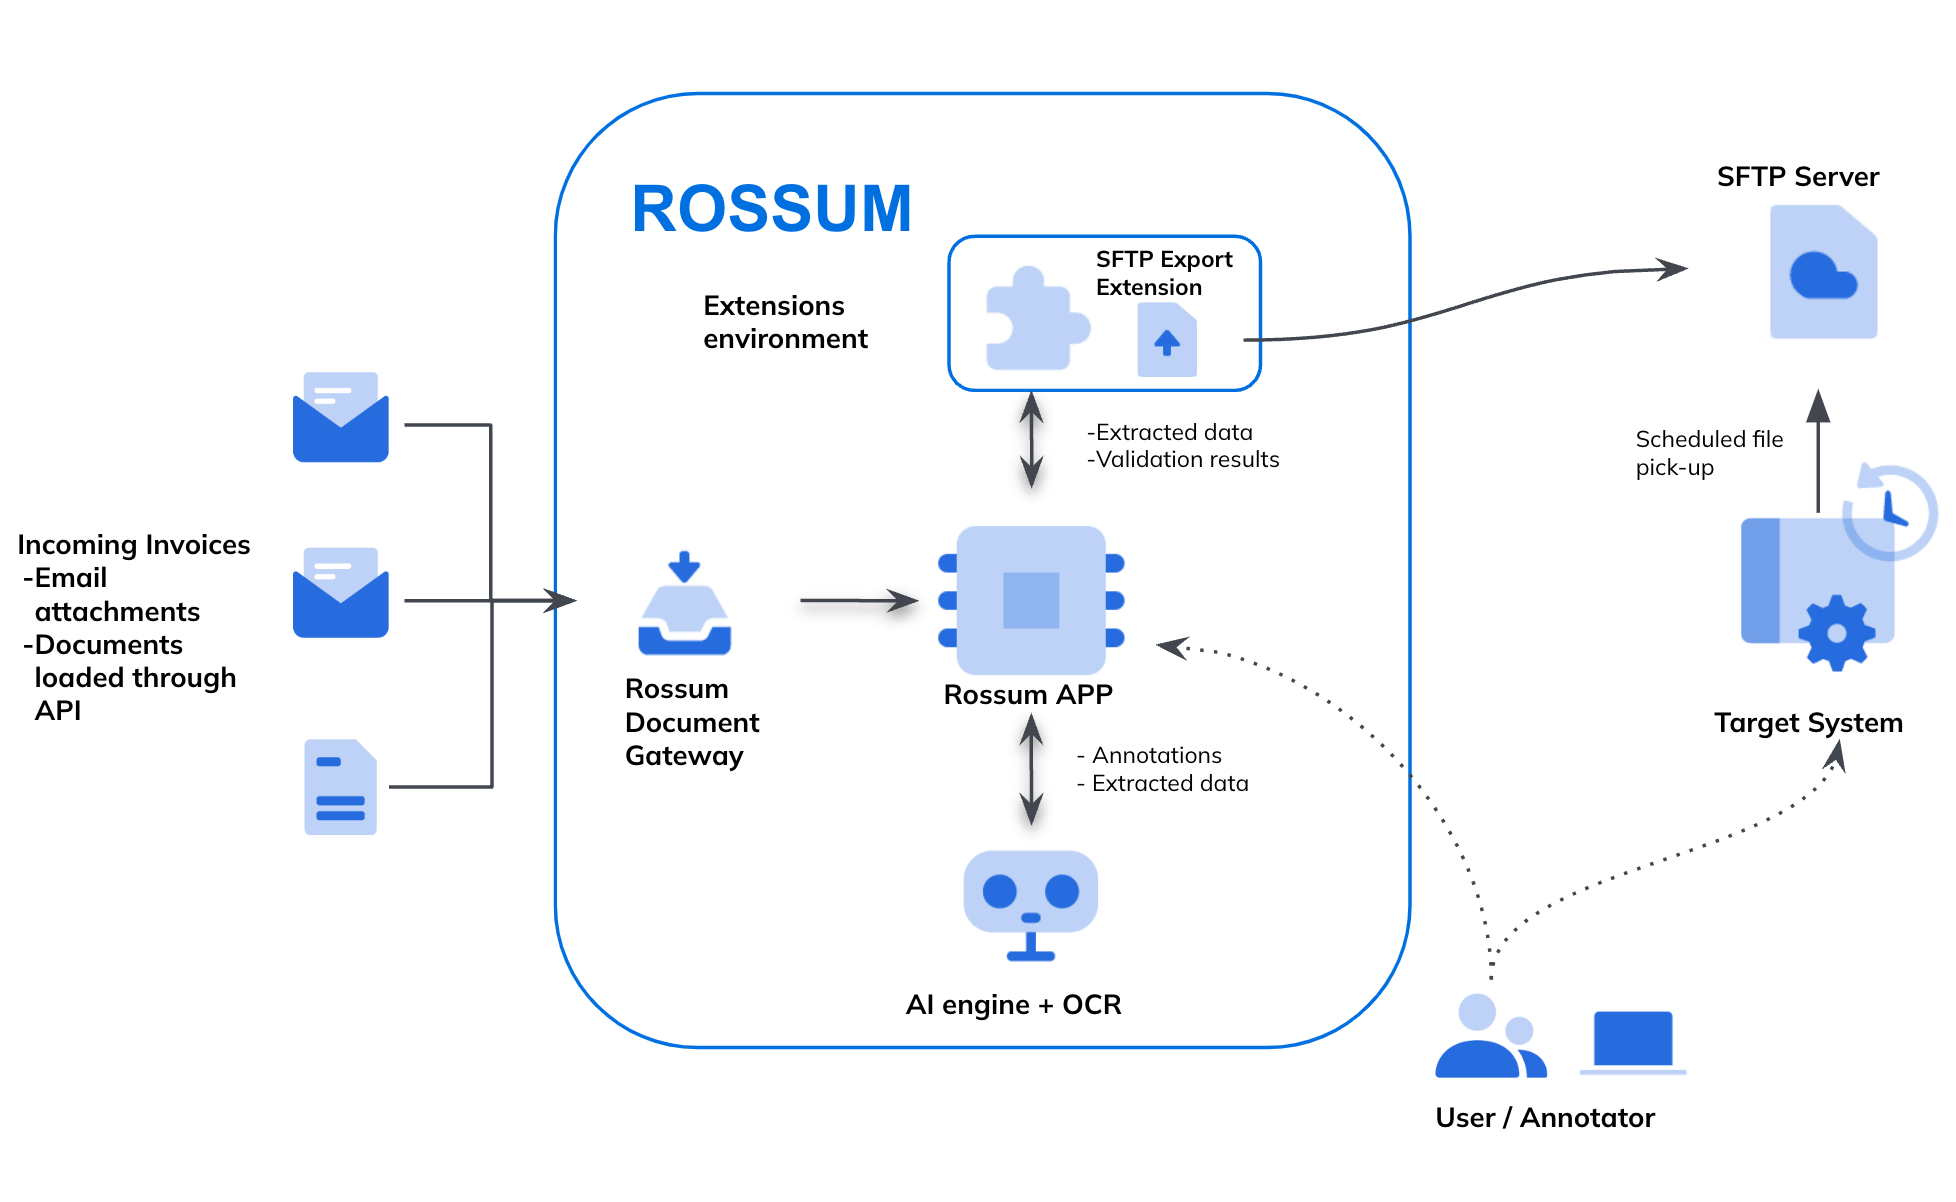 ROSSUM
Extensions
environment
SFTP Export
Extension
SFTP Server
-Extracted data
-Validation results
Scheduled file
pick-up
Incoming Invoices
-Email
attachments
-Documents
loaded through
API
Rossum
Document
Gateway
Rossum APP
- Annotations
- Extracted data
Target System
AI engine + OCR
User / Annotator